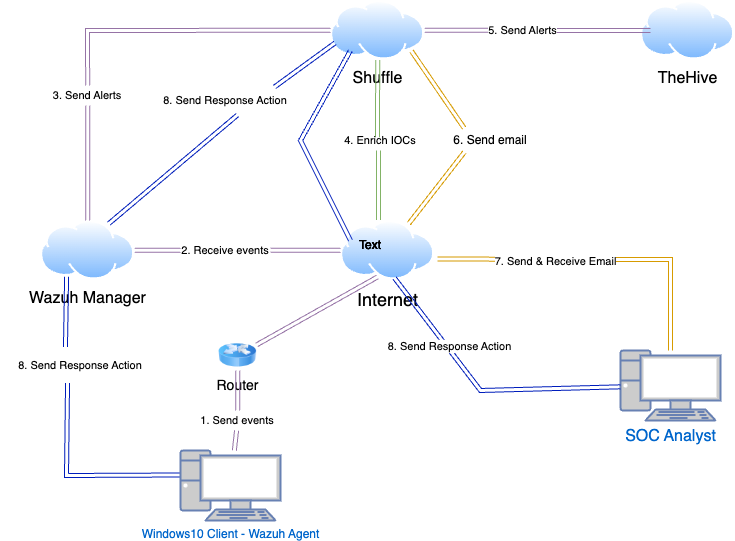 5. Send Alerts
Shuffle
TheHive
3. Send Alerts
8. Send Response Action
4. Enrich IOCs
6. Send email
Text
2. Receive events
7. Send & Receive Email
Wazuh Manager
Internet
8. Send Response Action
8. Send Response Action
Router
1. Send events
SOC Analyst
Windows10 Client - Wazuh Agent